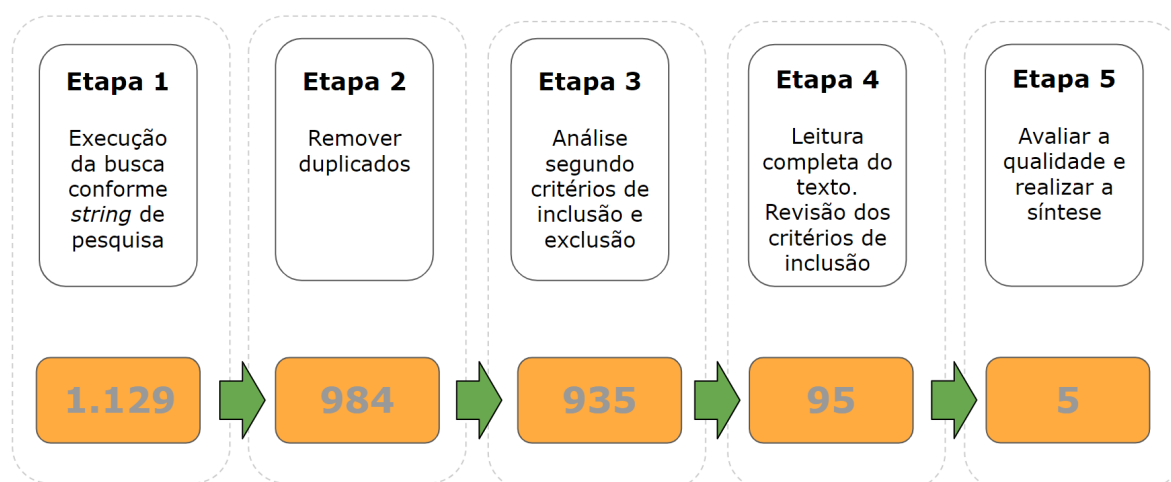 Etapa 1
Execução
da busca
conforme
string de
pesquisa
Etapa 2
Remover
duplicados
Etapa 3
Análise
segundo
critérios de
inclusão e
exclusão
Etapa 4
Leitura
completa do
texto.
Revisão dos
critérios de
inclusão
Etapa 5
Avaliar a
qualidade e
realizar a
síntese
1.129
984
935
95
5